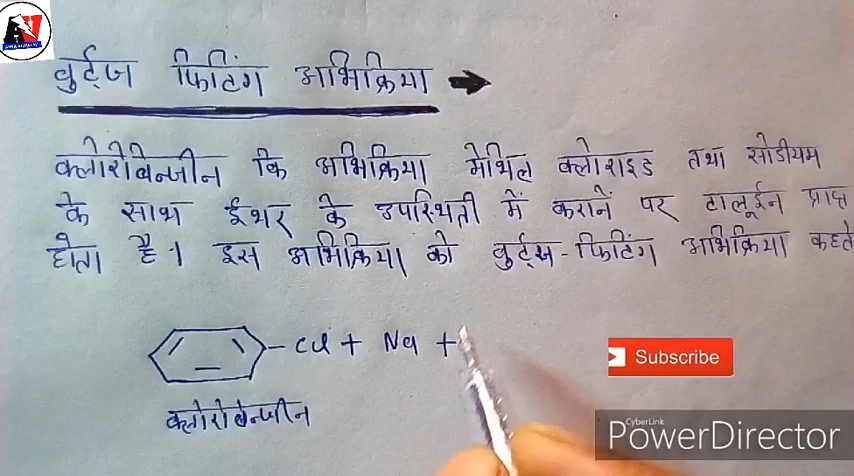 वुर्ट्ज फिटिंग अभिक्रिया
क्लोरोबेन्जीन कि अभिक्रिया मेथिल क्लोराइड तथा सोडीयम
के साथ ईथर के उपस्थिती में करानें पर टालूईन प्राप्त
होता है । इस अभिक्रिया को वुर्ट्ज - फिटिंग अभिक्रिया कहते
-Cl + Na +
क्लोरोबेन्जीन
Subscribe
CyberLink
PowerDirector